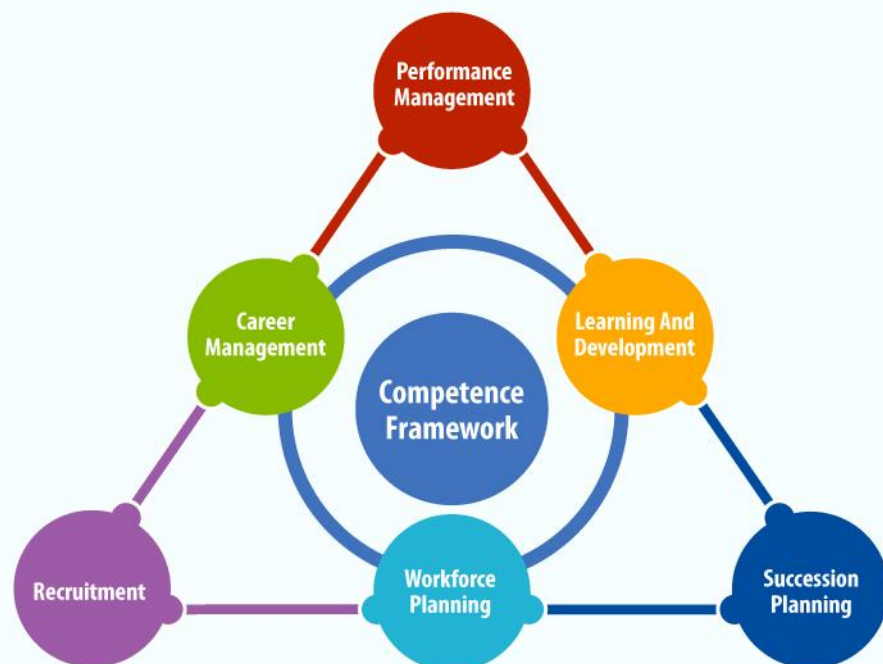 Performance
Management
Career
Management
Learning And
Development
Competence
Framework
Recruitment
Workforce
Planning
Succession
Planning